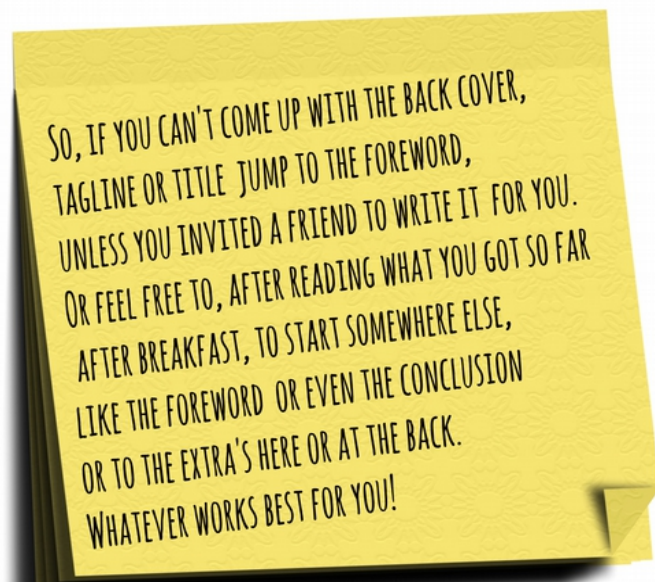 So, if you can't come up with the back cover,
tagline or title jump to the foreword,
unless you invited a friend to write it for you.
Or feel free to, after reading what you got so far
after breakfast, to start somewhere else,
like the foreword or even the conclusion
or to the extra's here or at the back.
Whatever works best for you!